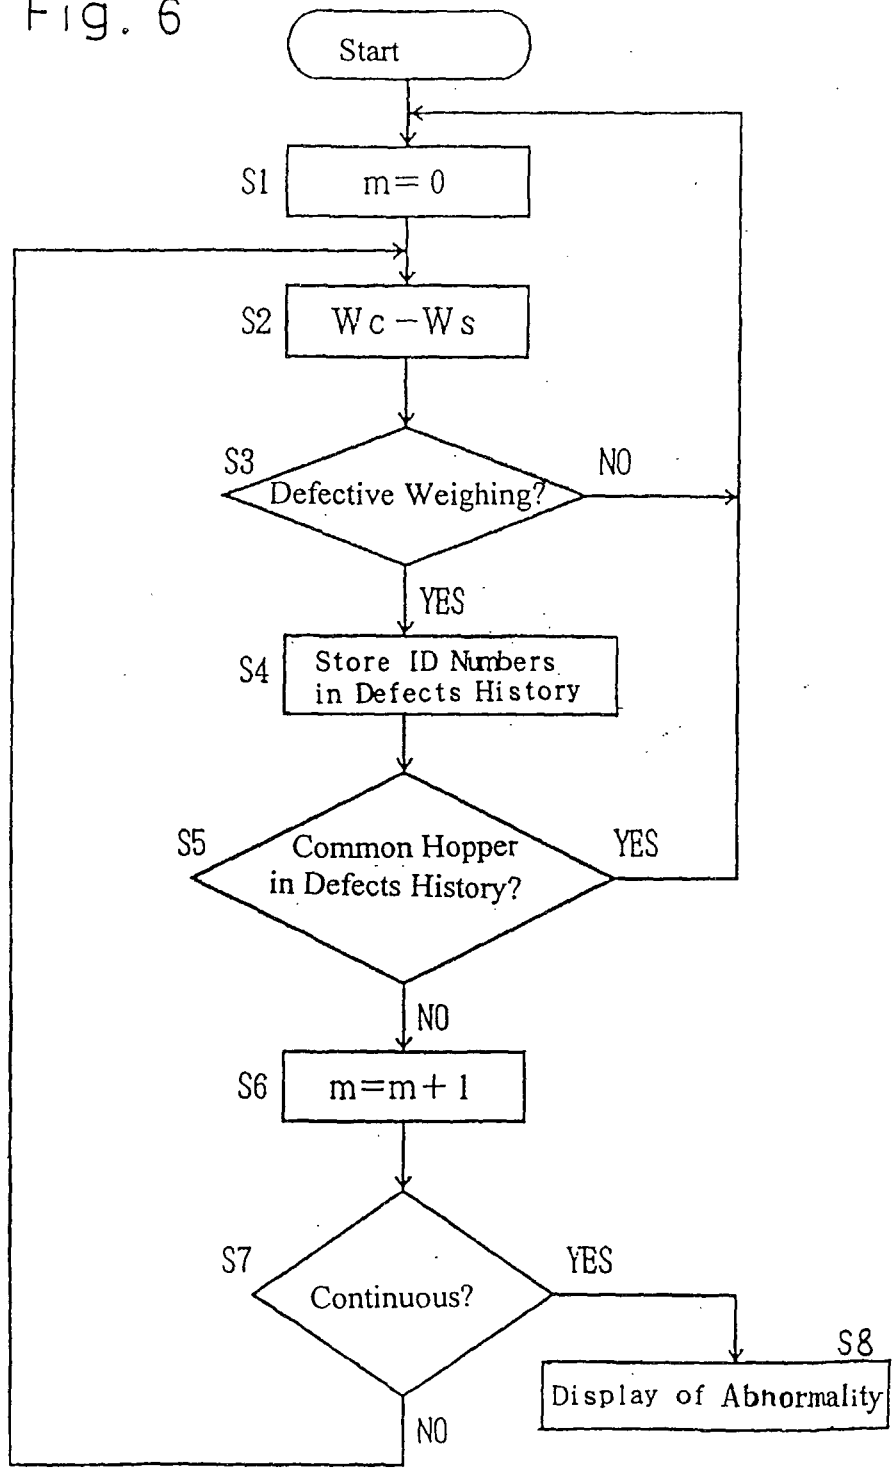 Fig. 6
Start
S1
m=0
S2
Wc-Ws
S3
Defective Weighing?
NO
YES
S4
Store ID Numbers
in Defects History
S5
Common Hopper
in Defects History?
YES
NO
S6
m=m+1
S7
Continuous?
YES
S8
Display of Abnormality
NO